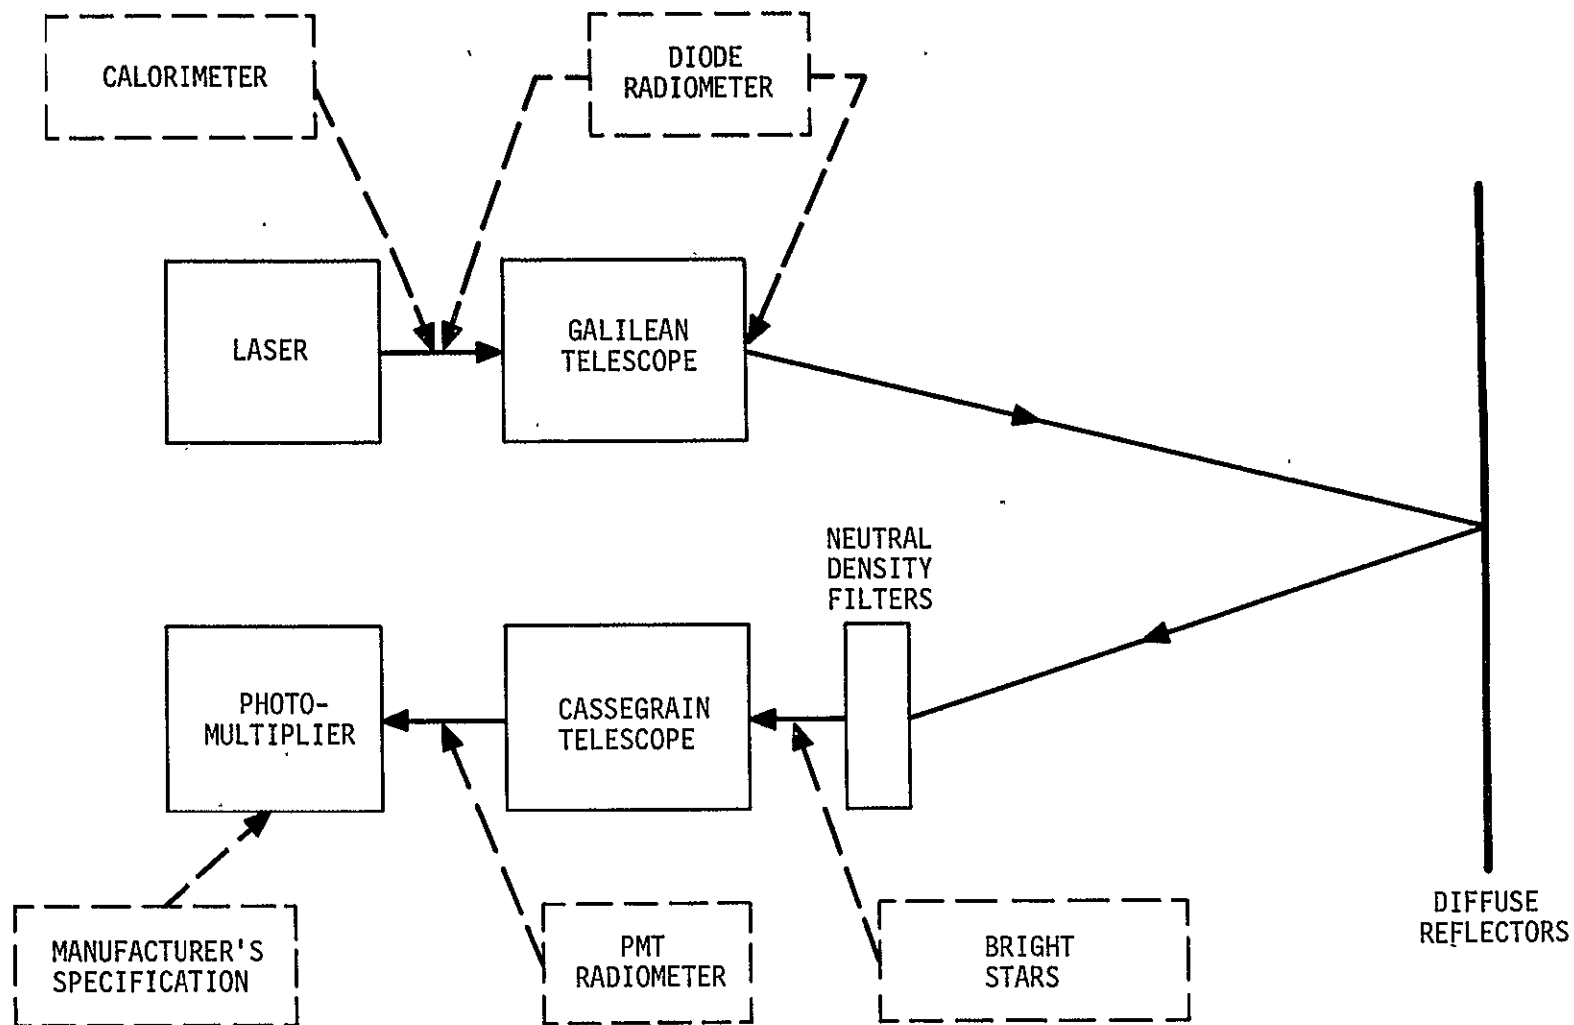 CALORIMETER
DIODE
RADIOMETER
LASER
GALILEAN
TELESCOPE
NEUTRAL
DENSITY
FILTERS
PHOTO-
MULTIPLIER
CASSEGRAIN
TELESCOPE
DIFFUSE
REFLECTORS
MANUFACTURER'S
SPECIFICATION
PMT
RADIOMETER
BRIGHT
STARS